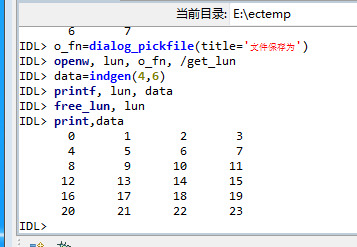 当前目录: E:\ectemp
6 7
IDL> o_fn=dialog_pickfile(title='文件保存为')
IDL> openw, lun, o_fn, /get_lun
IDL> data=indgen(4,6)
IDL> printf, lun, data
IDL> free_lun, lun
IDL> print,data
0 1 2 3
4 5 6 7
8 9 10 11
12 13 14 15
16 17 18 19
20 21 22 23
IDL>